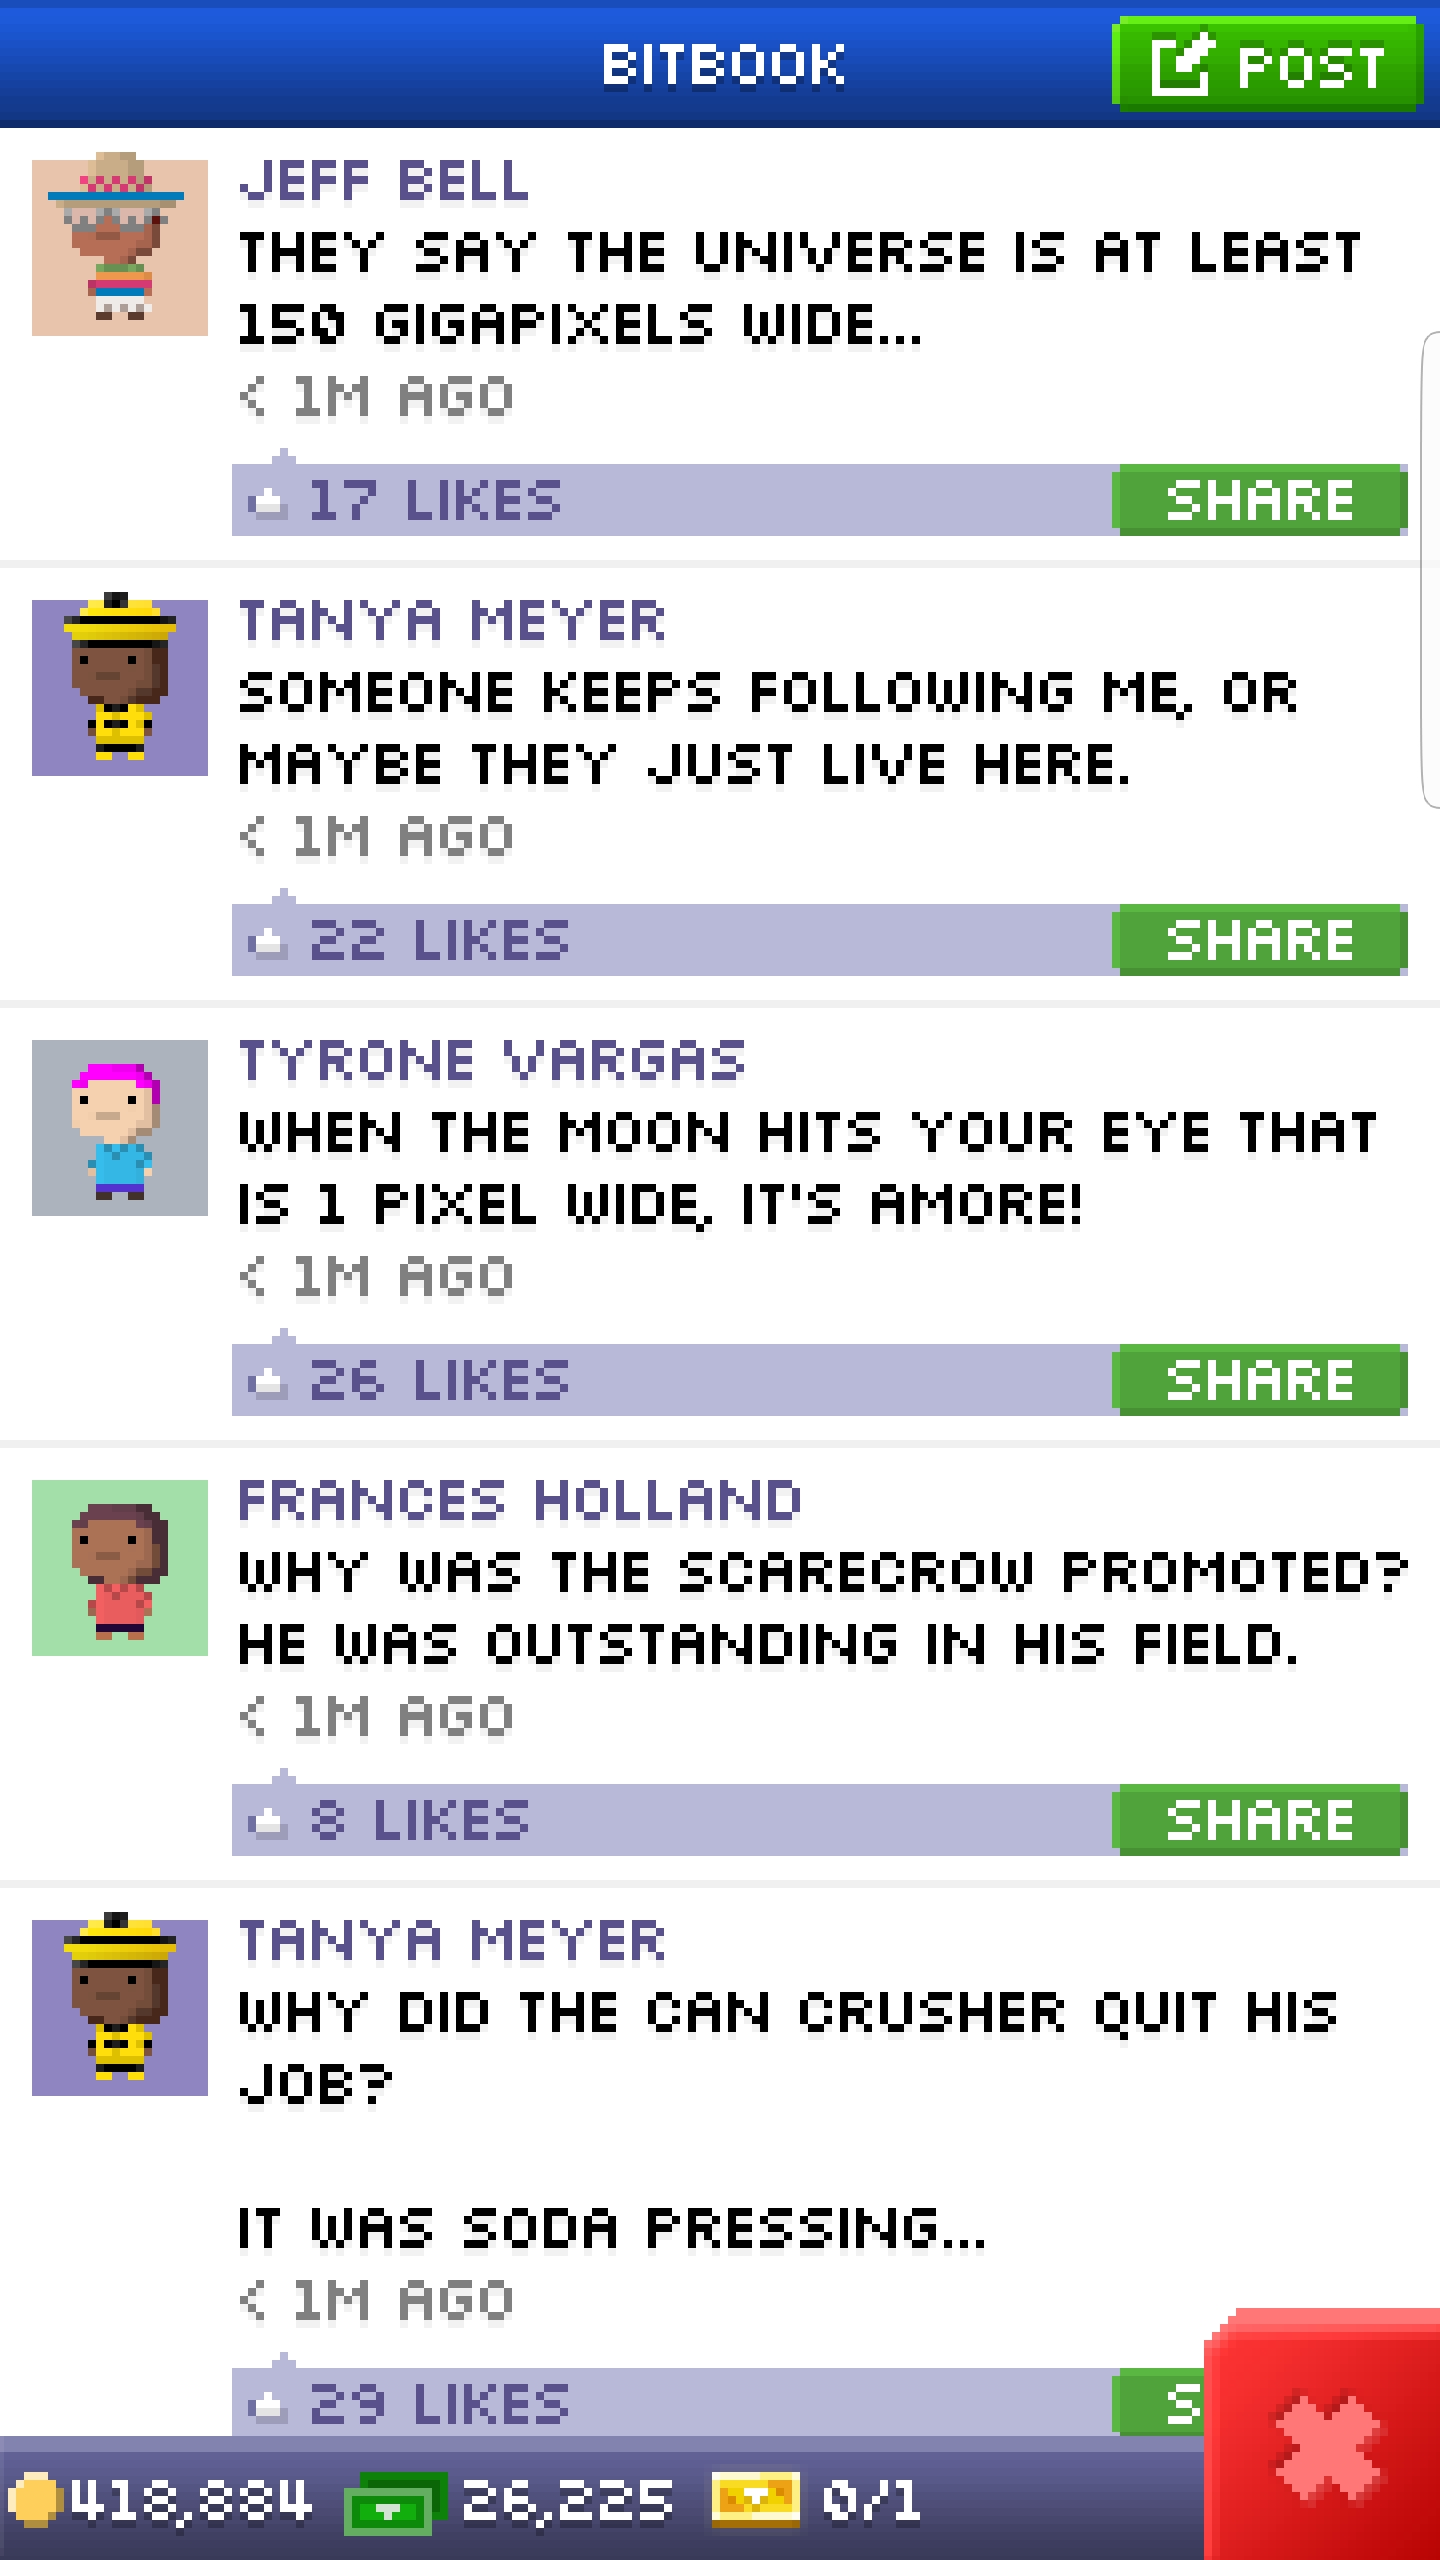 BITBOOK
POST
JEFF BELL
THEY SAY THE UNIVERSE IS AT LEAST
150 GIGAPIXELS WIDE...
< 1M AGO
17 LIKES
SHARE
TANYA MEYER
SOMEONE KEEPS FOLLOWING ME, OR
MAYBE THEY JUST LIVE HERE.
< 1M AGO
22 LIKES
SHARE
TYRONE VARGAS
WHEN THE MOON HITS YOUR EYE THAT
IS 1 PIXEL WIDE, IT'S AMORE!
< 1M AGO
26 LIKES
SHARE
FRANCES HOLLAND
WHY WAS THE SCARECROW PROMOTED?
HE WAS OUTSTANDING IN HIS FIELD.
< 1M AGO
8 LIKES
SHARE
TANYA MEYER
WHY DID THE CAN CRUSHER QUIT HIS
JOB?
IT WAS SODA PRESSING...
< 1M AGO
29 LIKES
S
418,884
26,225
0/1